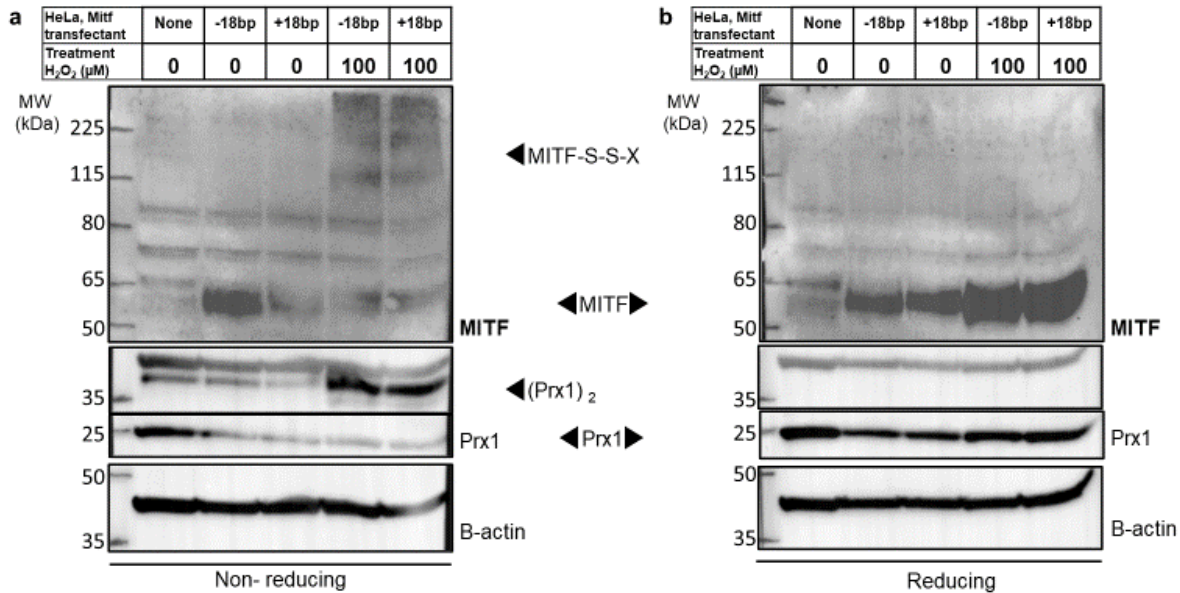 a
HeLa, Mitf transfectant None -18bp +18bp -18bp +18bp
Treatment H₂O₂ (µM) 0 0 0 100 100
MW
(kDa)
225
115
80
65
50
MITF
35
25
Prx1
50
35
B-actin
Non- reducing
◀MITF-S-S-X
◀MITF▶
◀(Prx1) ₂
◀Prx1▶
b
HeLa, Mitf transfectant None -18bp +18bp -18bp +18bp
Treatment H₂O₂ (µM) 0 0 0 100 100
MW
(kDa)
225
115
80
65
50
MITF
35
25
Prx1
50
35
B-actin
Reducing